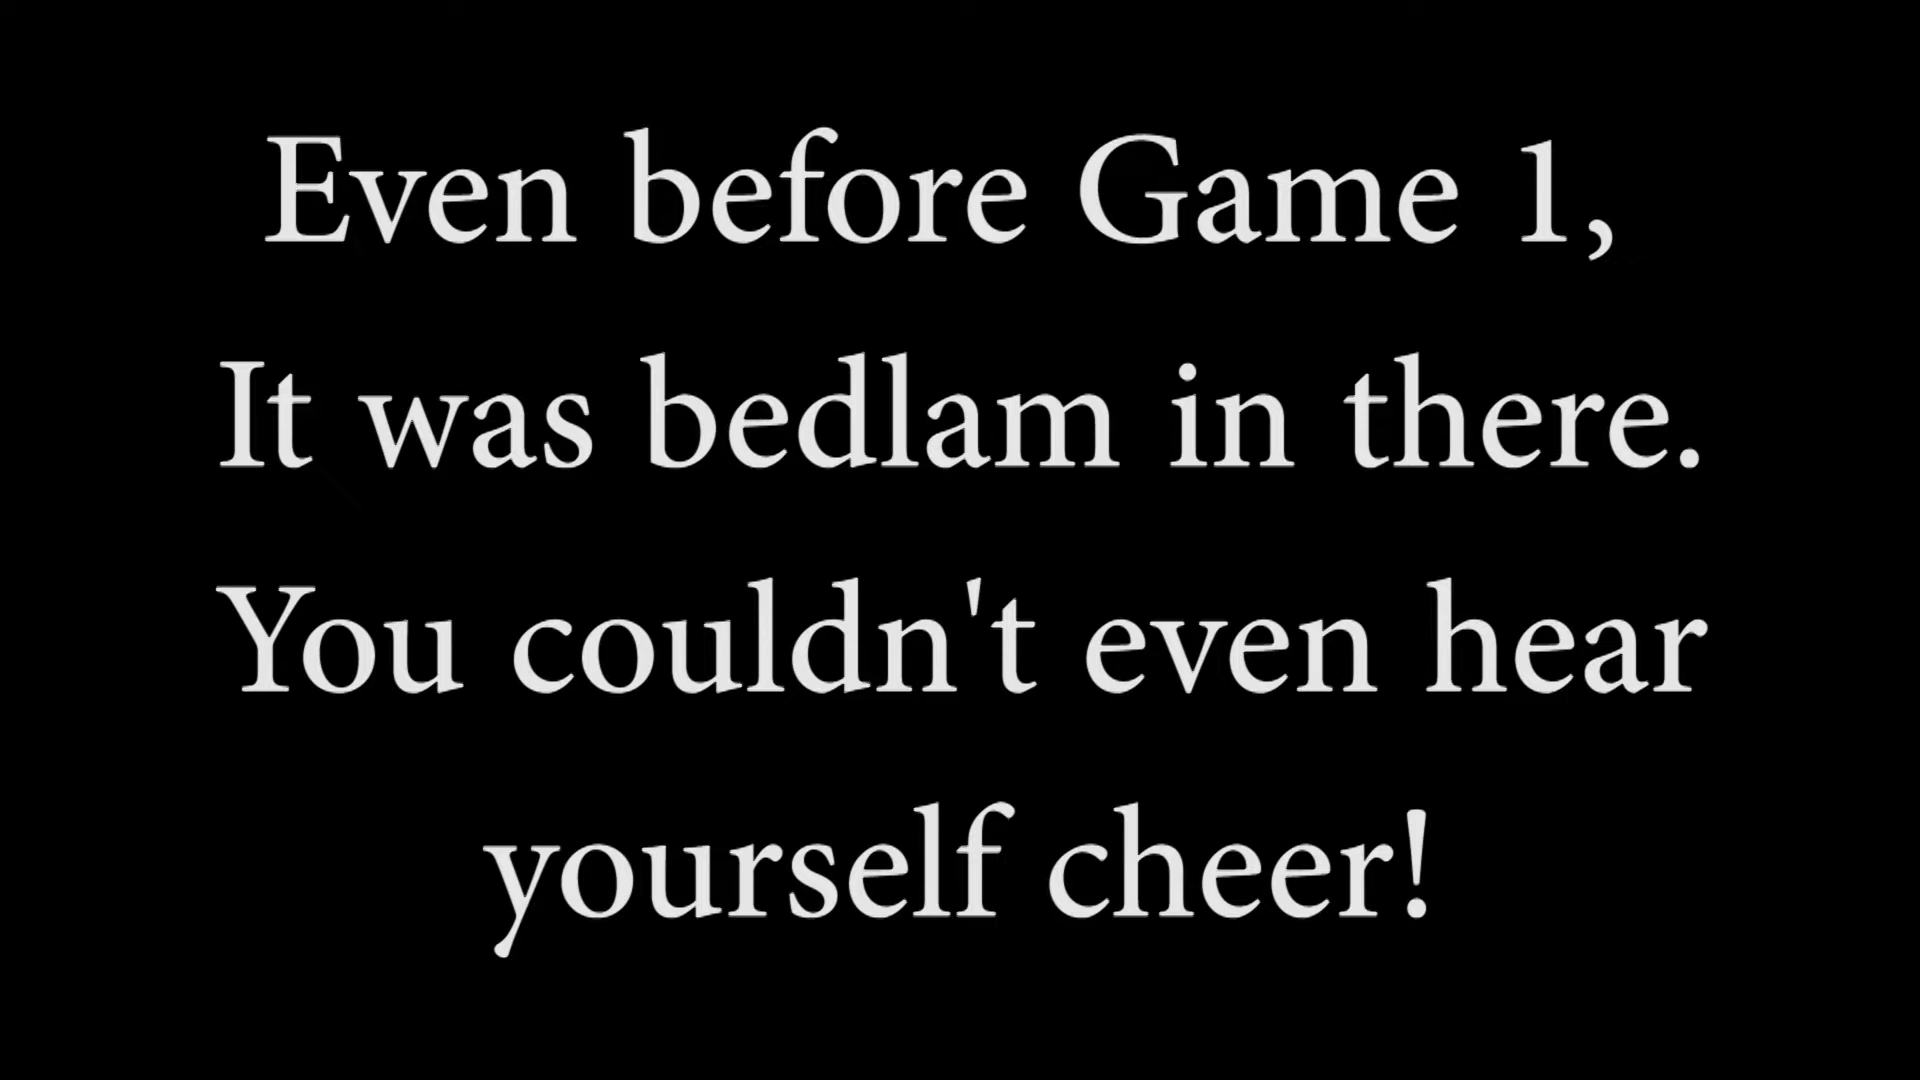 Even before Game 1,
It was bedlam in there.
You couldn't even hear
yourself cheer!